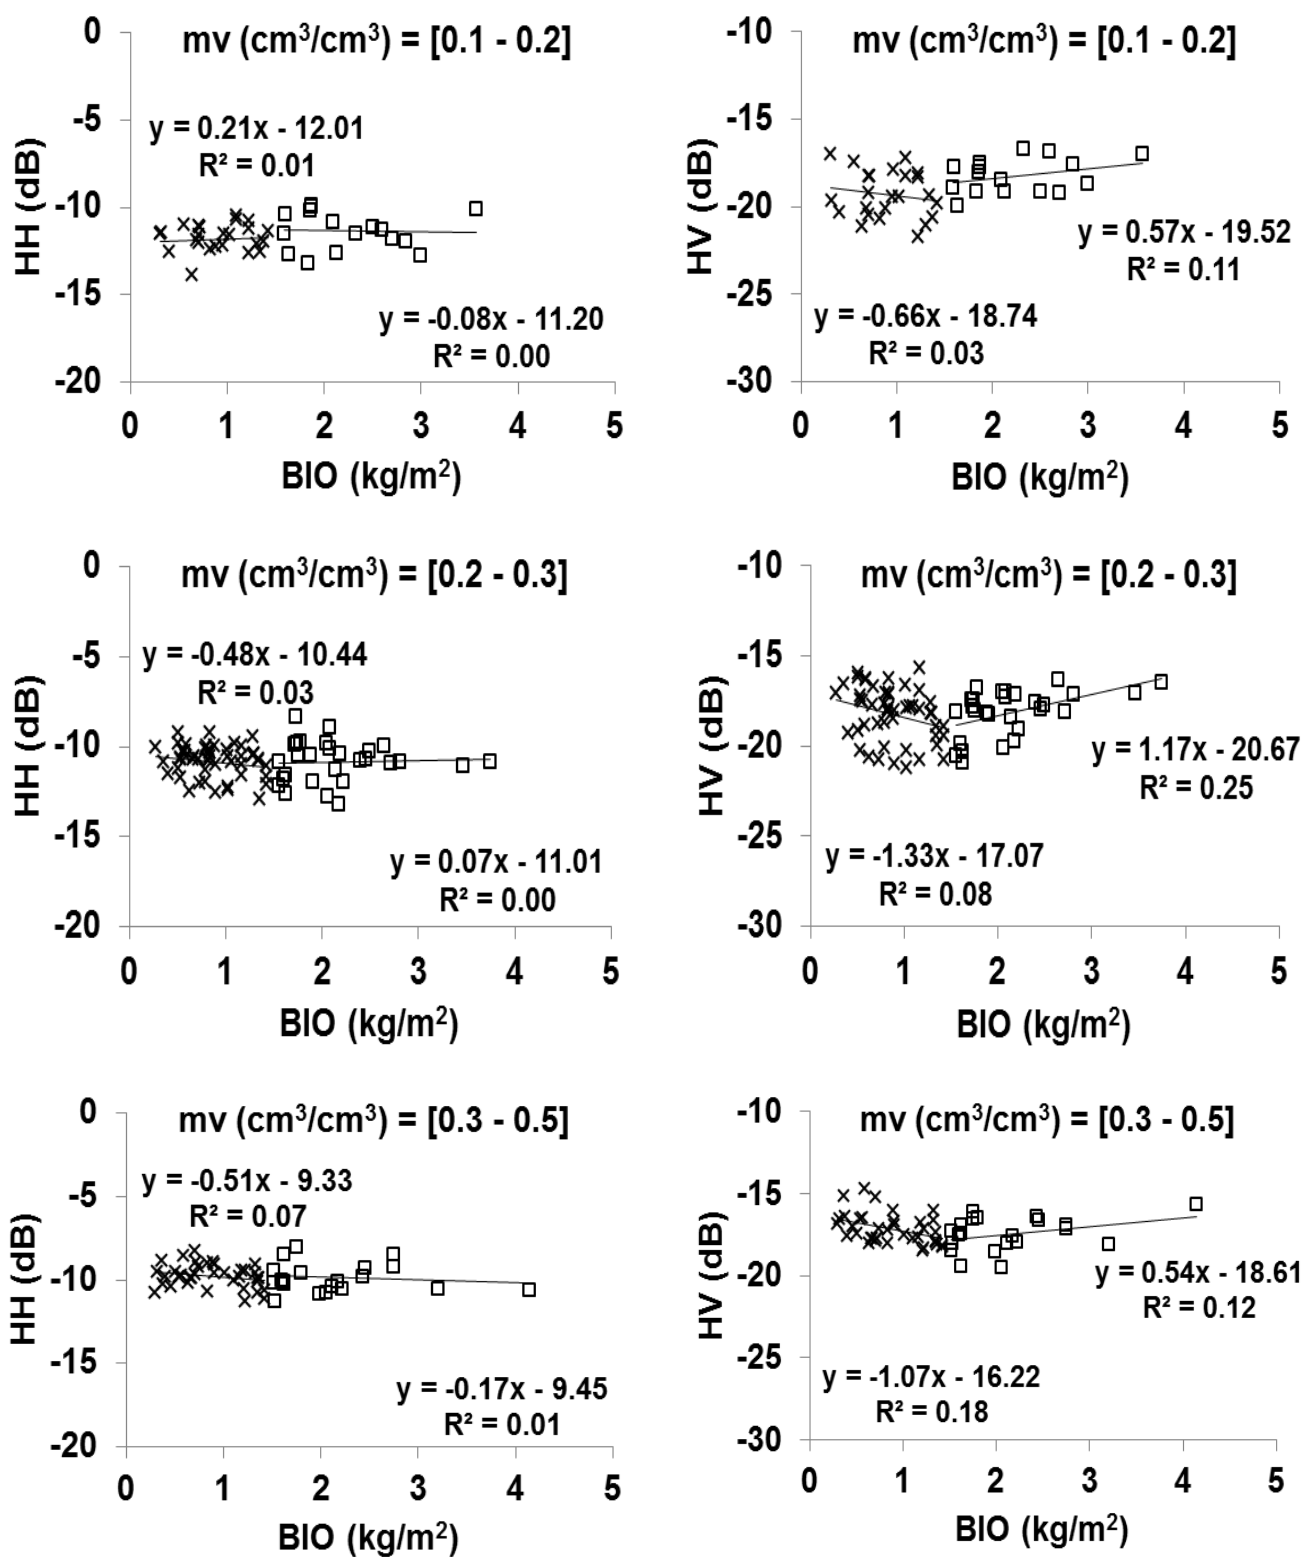 mv (cm³/cm³) = [0.1 - 0.2]
0
-5
-10
-15
-20
HH (dB)
y = 0.21x - 12.01
R² = 0.01
y = -0.08x - 11.20
R² = 0.00
0 1 2 3 4 5
BIO (kg/m²)
mv (cm³/cm³) = [0.1 - 0.2]
-10
-15
-20
-25
-30
HV (dB)
y = 0.57x - 19.52
R² = 0.11
y = -0.66x - 18.74
R² = 0.03
0 1 2 3 4 5
BIO (kg/m²)
mv (cm³/cm³) = [0.2 - 0.3]
0
-5
-10
-15
-20
HH (dB)
y = -0.48x - 10.44
R² = 0.03
y = 0.07x - 11.01
R² = 0.00
0 1 2 3 4 5
BIO (kg/m²)
mv (cm³/cm³) = [0.2 - 0.3]
-10
-15
-20
-25
-30
HV (dB)
y = 1.17x - 20.67
R² = 0.25
y = -1.33x - 17.07
R² = 0.08
0 1 2 3 4 5
BIO (kg/m²)
mv (cm³/cm³) = [0.3 - 0.5]
0
-5
-10
-15
-20
HH (dB)
y = -0.51x - 9.33
R² = 0.07
y = -0.17x - 9.45
R² = 0.01
0 1 2 3 4 5
BIO (kg/m²)
mv (cm³/cm³) = [0.3 - 0.5]
-10
-15
-20
-25
-30
HV (dB)
y = 0.54x - 18.61
R² = 0.12
y = -1.07x - 16.22
R² = 0.18
0 1 2 3 4 5
BIO (kg/m²)